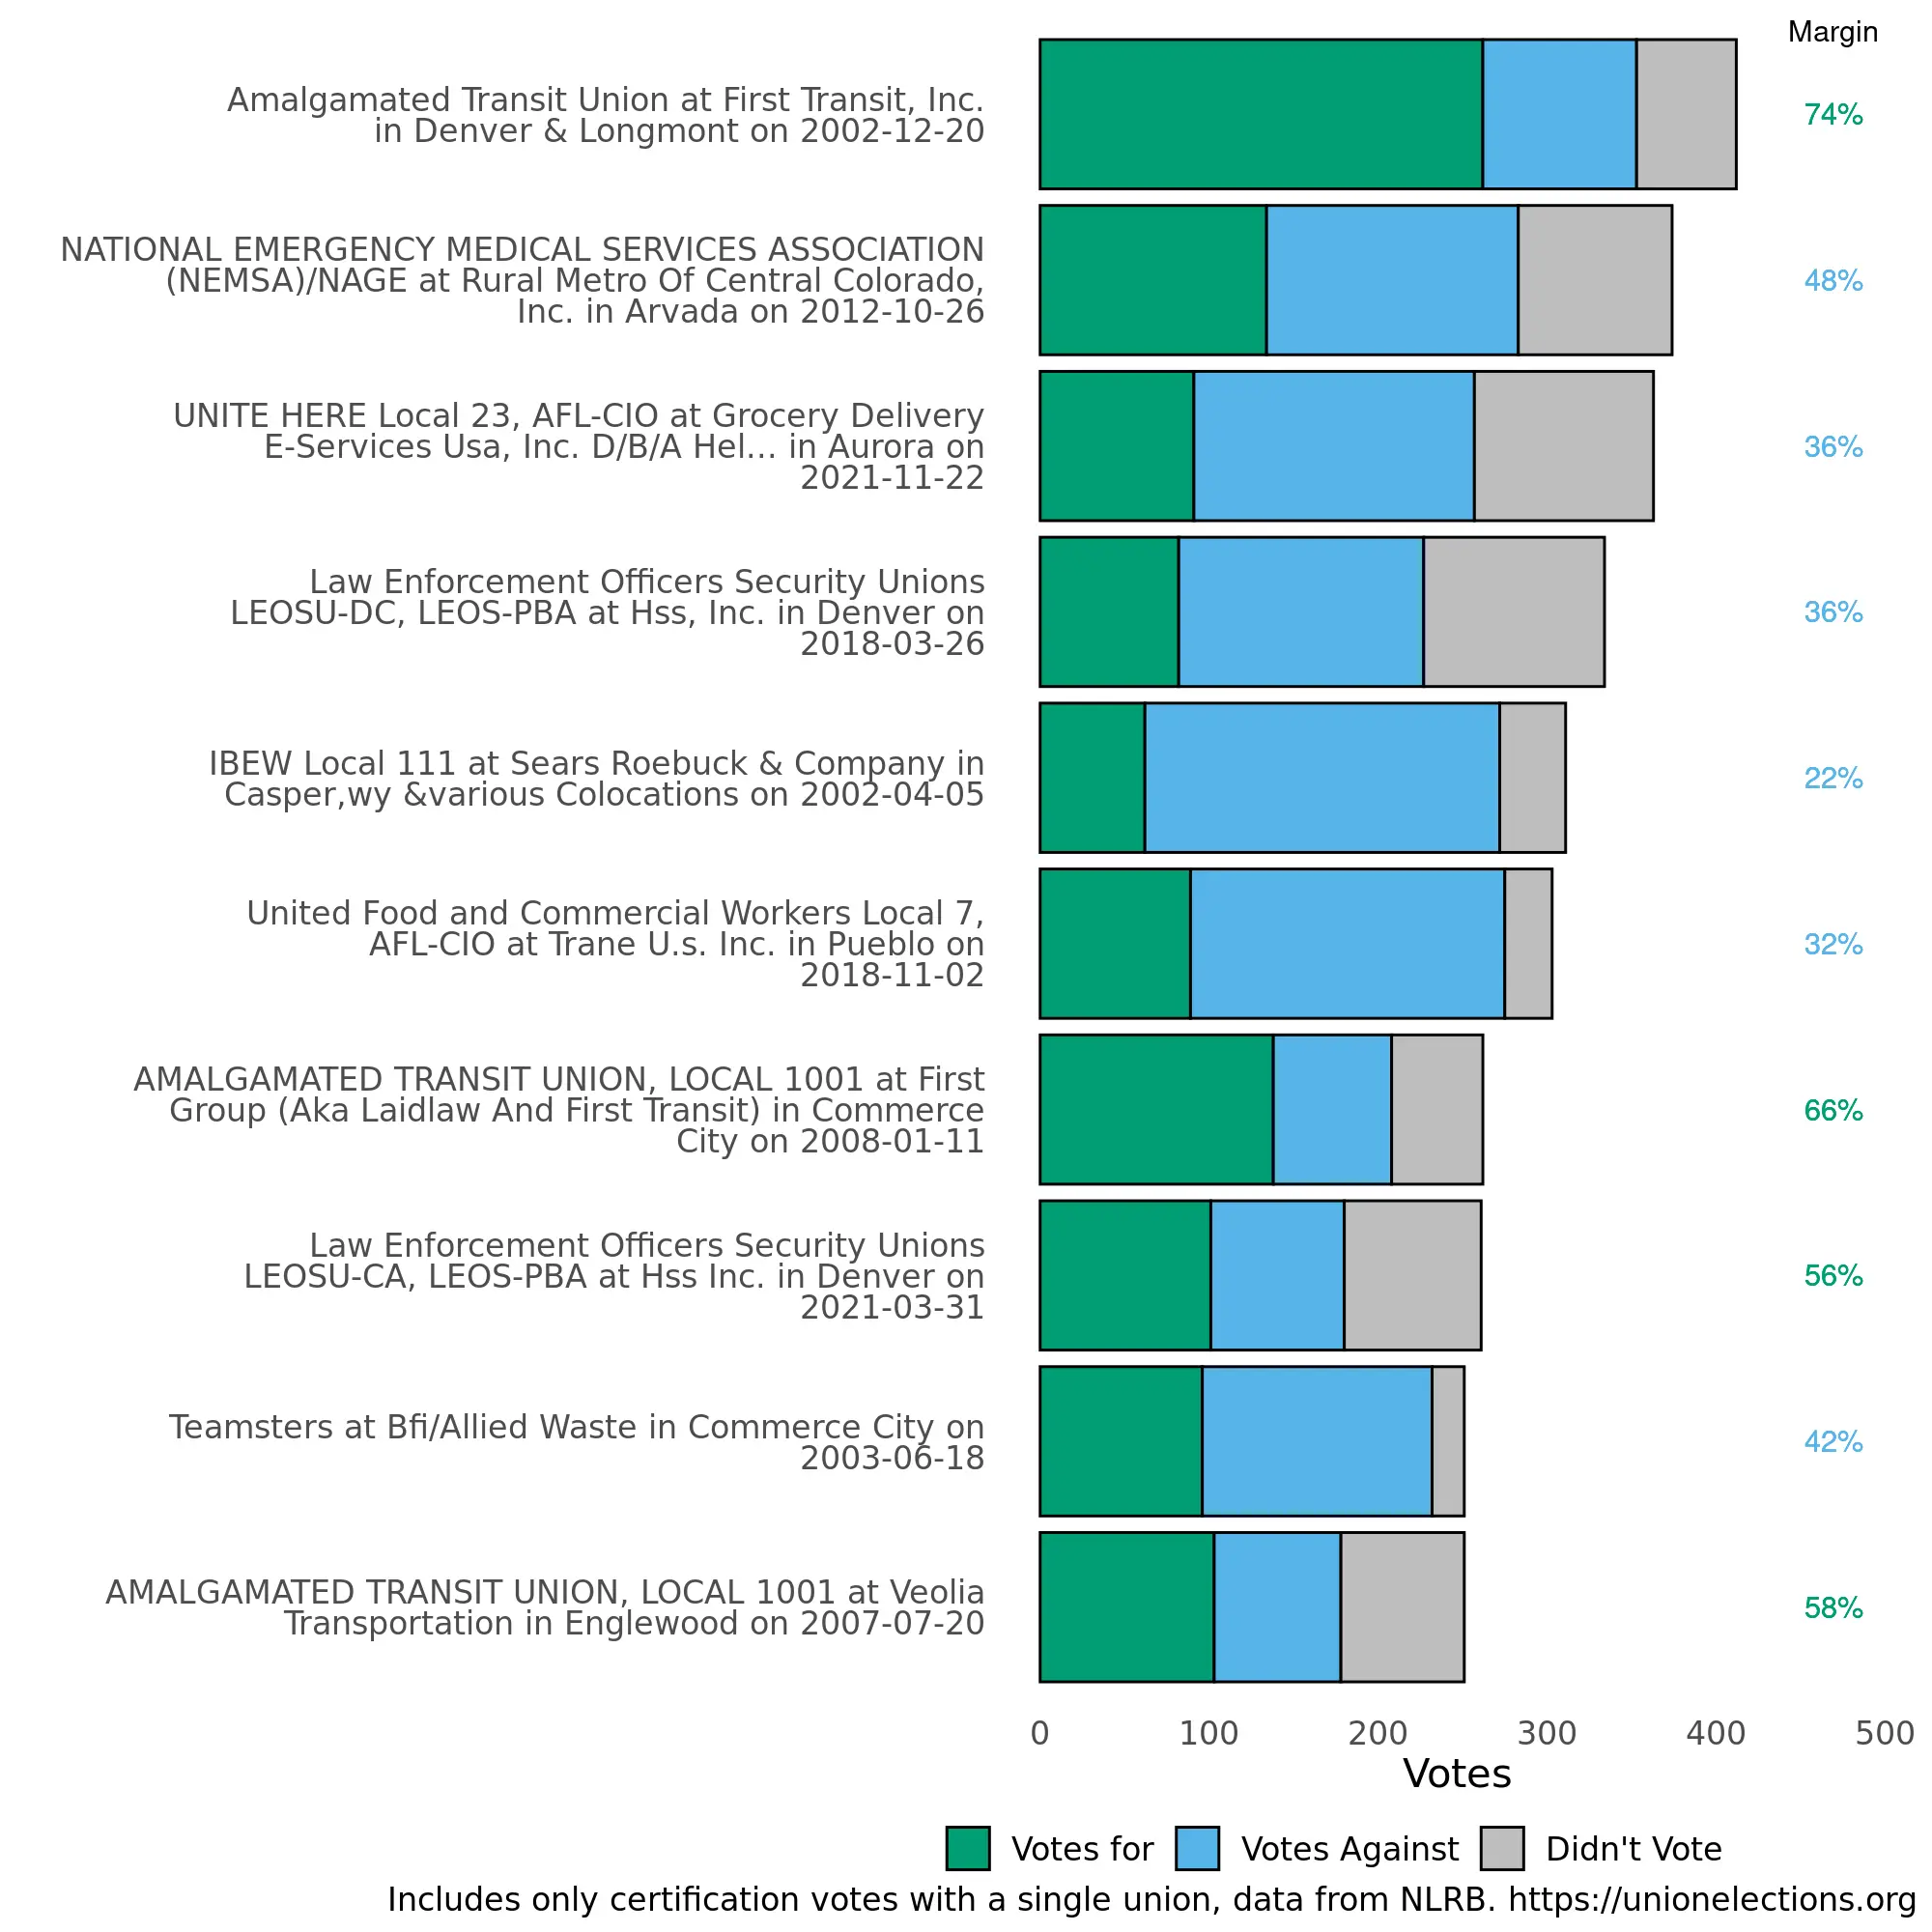 Margin
Amalgamated Transit Union at First Transit, Inc.
in Denver & Longmont on 2002-12-20
74%
NATIONAL EMERGENCY MEDICAL SERVICES ASSOCIATION
(NEMSA)/NAGE at Rural Metro Of Central Colorado,
Inc. in Arvada on 2012-10-26
48%
UNITE HERE Local 23, AFL-CIO at Grocery Delivery
E-Services Usa, Inc. D/B/A Hel... in Aurora on
2021-11-22
36%
Law Enforcement Officers Security Unions
LEOSU-DC, LEOS-PBA at Hss, Inc. in Denver on
2018-03-26
36%
IBEW Local 111 at Sears Roebuck & Company in
Casper,wy &various Colocations on 2002-04-05
22%
United Food and Commercial Workers Local 7,
AFL-CIO at Trane U.s. Inc. in Pueblo on
2018-11-02
32%
AMALGAMATED TRANSIT UNION, LOCAL 1001 at First
Group (Aka Laidlaw And First Transit) in Commerce
City on 2008-01-11
66%
Law Enforcement Officers Security Unions
LEOSU-CA, LEOS-PBA at Hss Inc. in Denver on
2021-03-31
56%
Teamsters at Bfi/Allied Waste in Commerce City on
2003-06-18
42%
AMALGAMATED TRANSIT UNION, LOCAL 1001 at Veolia
Transportation in Englewood on 2007-07-20
58%
0 100 200 300 400 500
Votes
Votes for Votes Against Didn't Vote
Includes only certification votes with a single union, data from NLRB. https://unionelections.org